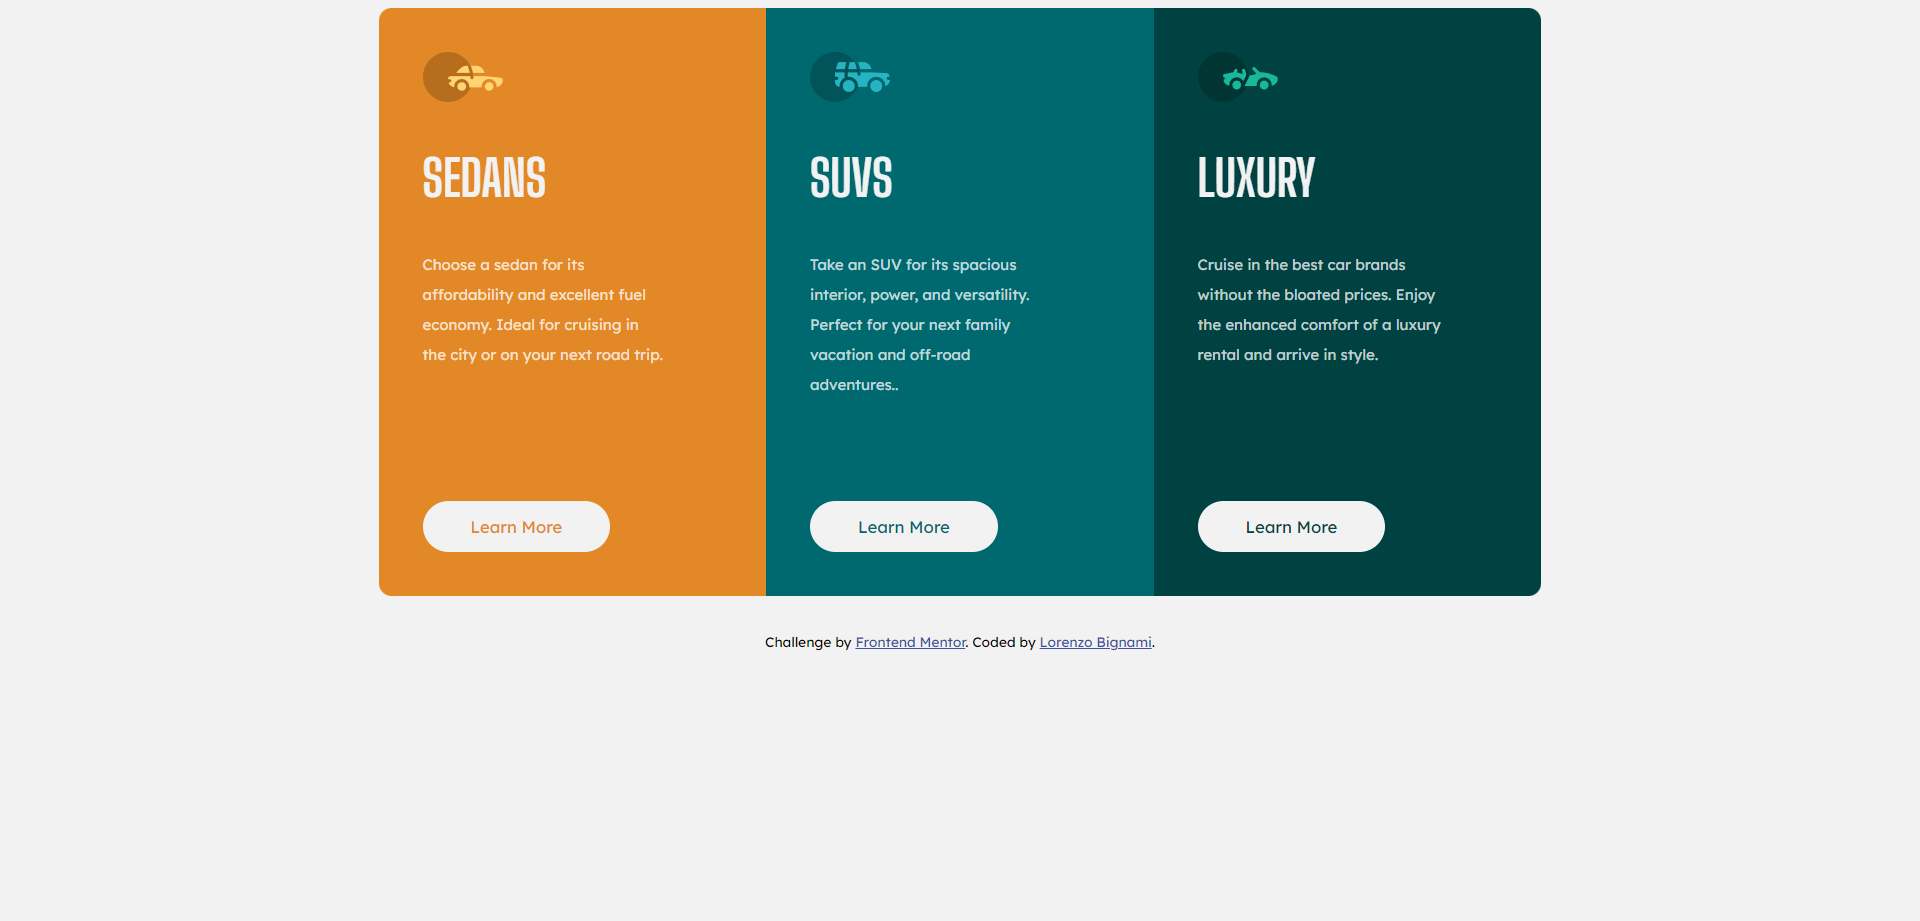 SEDANS
Choose a sedan for its
affordability and excellent fuel
economy. Ideal for cruising in
the city or on your next road trip.
Learn More
SUVS
Take an SUV for its spacious
interior, power, and versatility.
Perfect for your next family
vacation and off-road
adventures..
Learn More
LUXURY
Cruise in the best car brands
without the bloated prices. Enjoy
the enhanced comfort of a luxury
rental and arrive in style.
Learn More
Challenge by Frontend Mentor. Coded by Lorenzo Bignami.